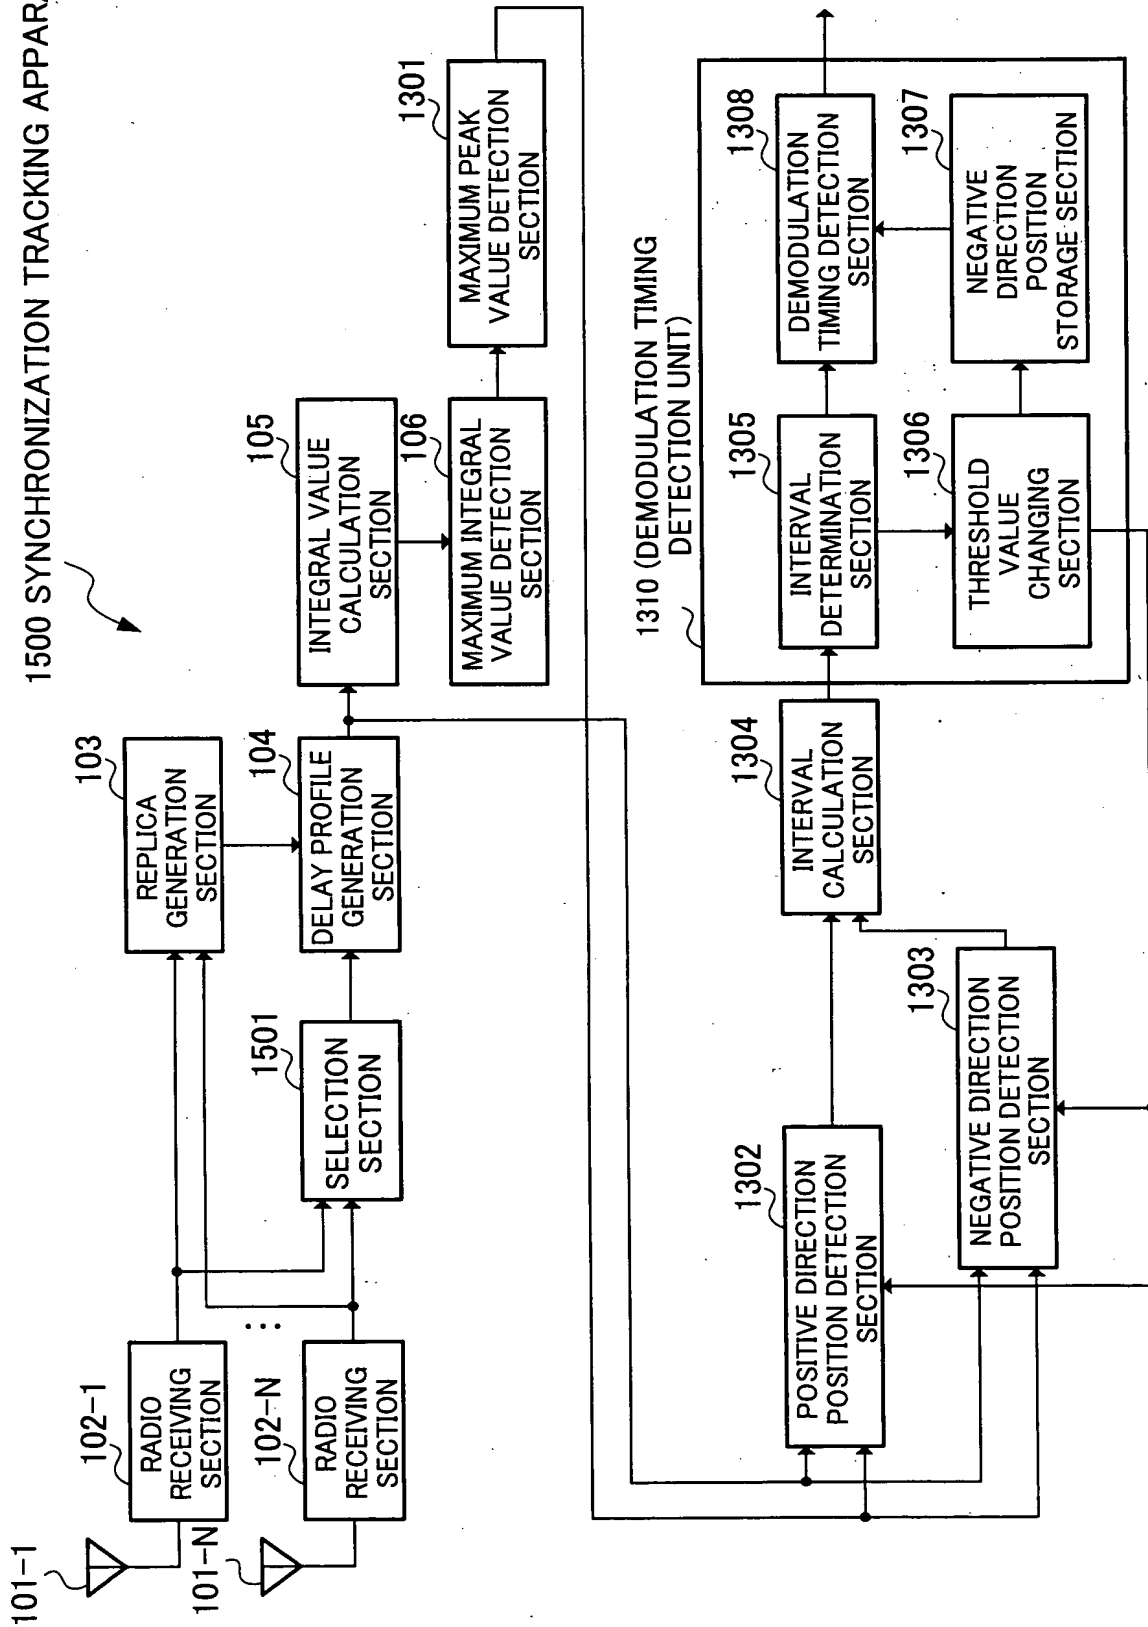 1500 SYNCHRONIZATION TRACKING
101-1
102-1
RADIO
RECEIVING
SECTION
101-N
102-N
RADIO
RECEIVING
SECTION
...
103
REPLICA
GENERATION
SECTION
1501
SELECTION
SECTION
104
DELAY PROFILE
GENERATION
SECTION
105
INTEGRAL VALUE
CALCULATION
SECTION
106
MAXIMUM INTEGRAL
VALUE DETECTION
SECTION
1301
MAXIMUM PEAK
VALUE DETECTION
SECTION
1302
POSITIVE DIRECTION
POSITION DETECTION
SECTION
1303
NEGATIVE DIRECTION
POSITION DETECTION
SECTION
1304
INTERVAL
CALCULATION
SECTION
1310 (DEMODULATION TIMING
DETECTION UNIT)
1305
INTERVAL
DETERMINATION
SECTION
1306
THRESHOLD
VALUE
CHANGING
SECTION
1308
DEMODULATION
TIMING DETECTION
SECTION
1307
NEGATIVE
DIRECTION
POSITION
STORAGE SECTION